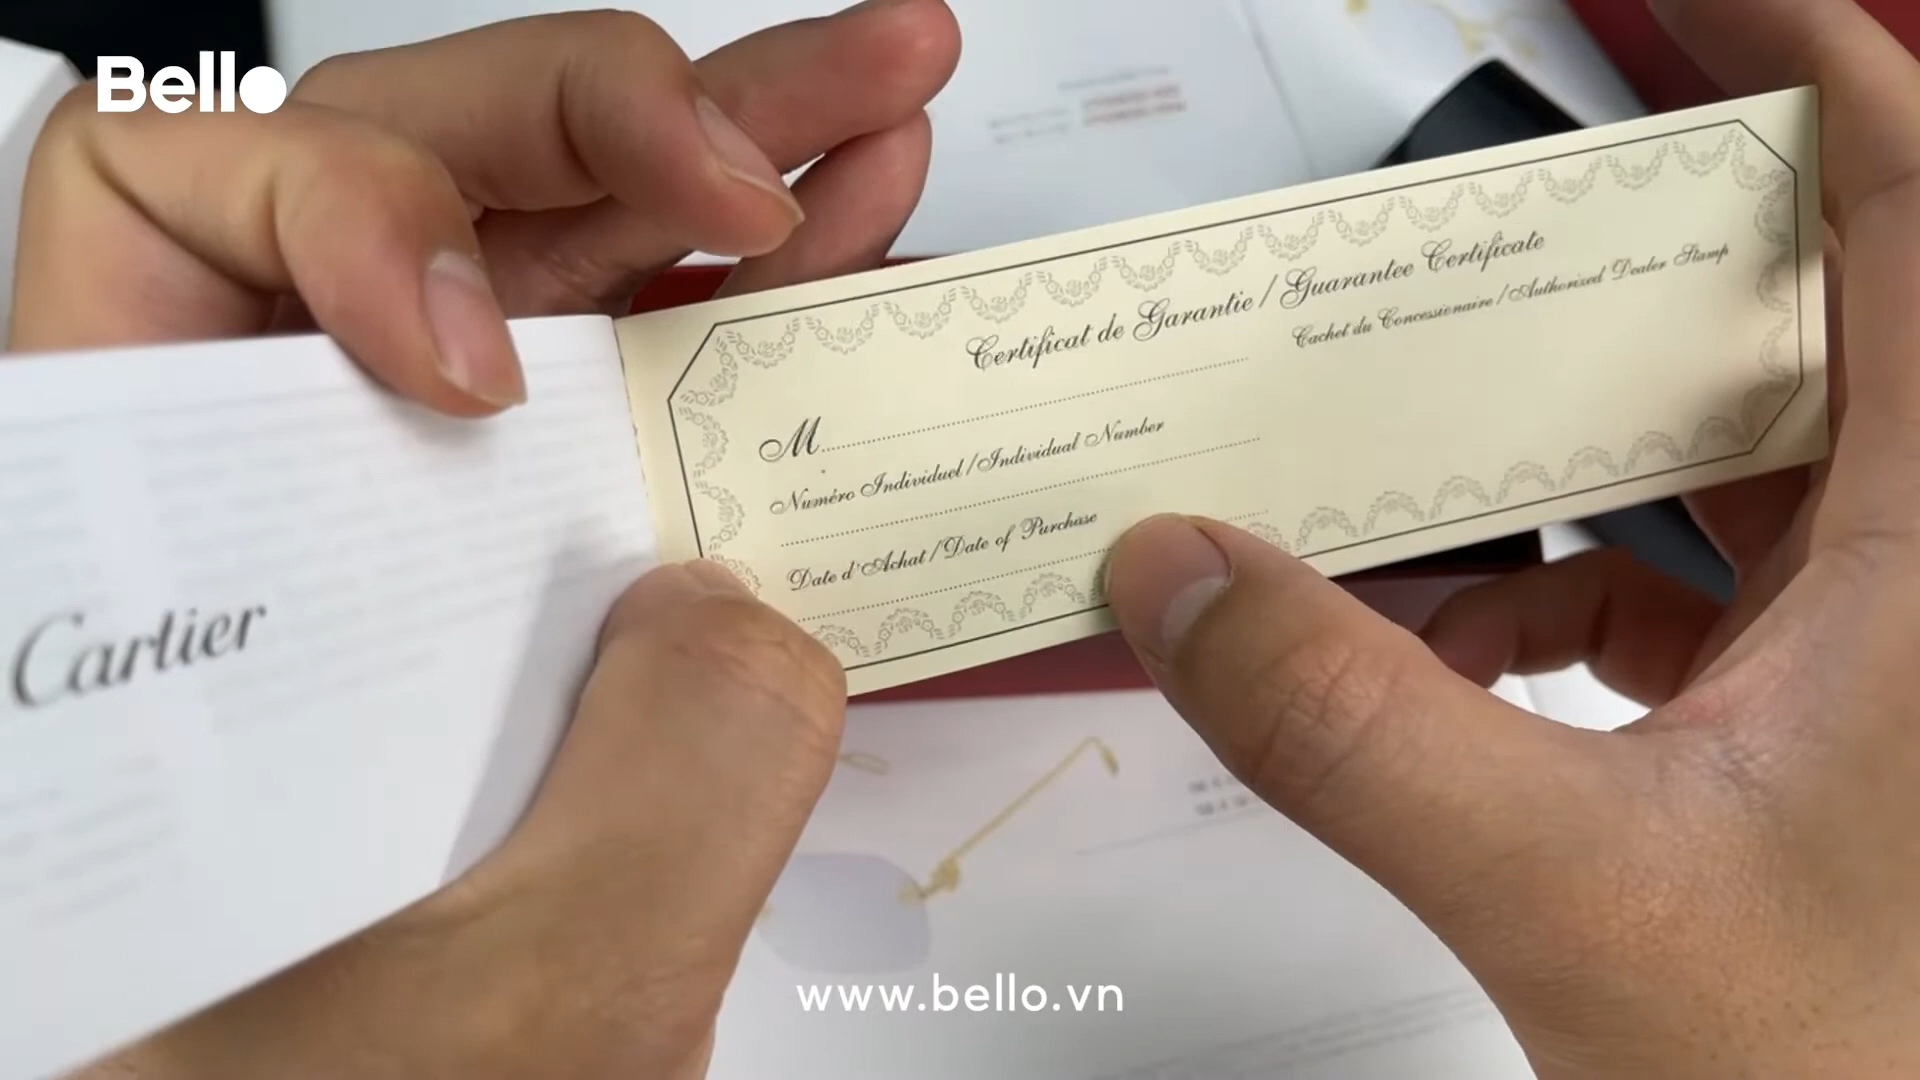 Bello
Certificat de Garantie / Guarantee Certificate
Cachet du Concessionaire / Authorized Dealer Stamp
M
Numéro Individuel / Individual Number
Date d'Achat / Date of Purchase
Cartier
www.bello.vn